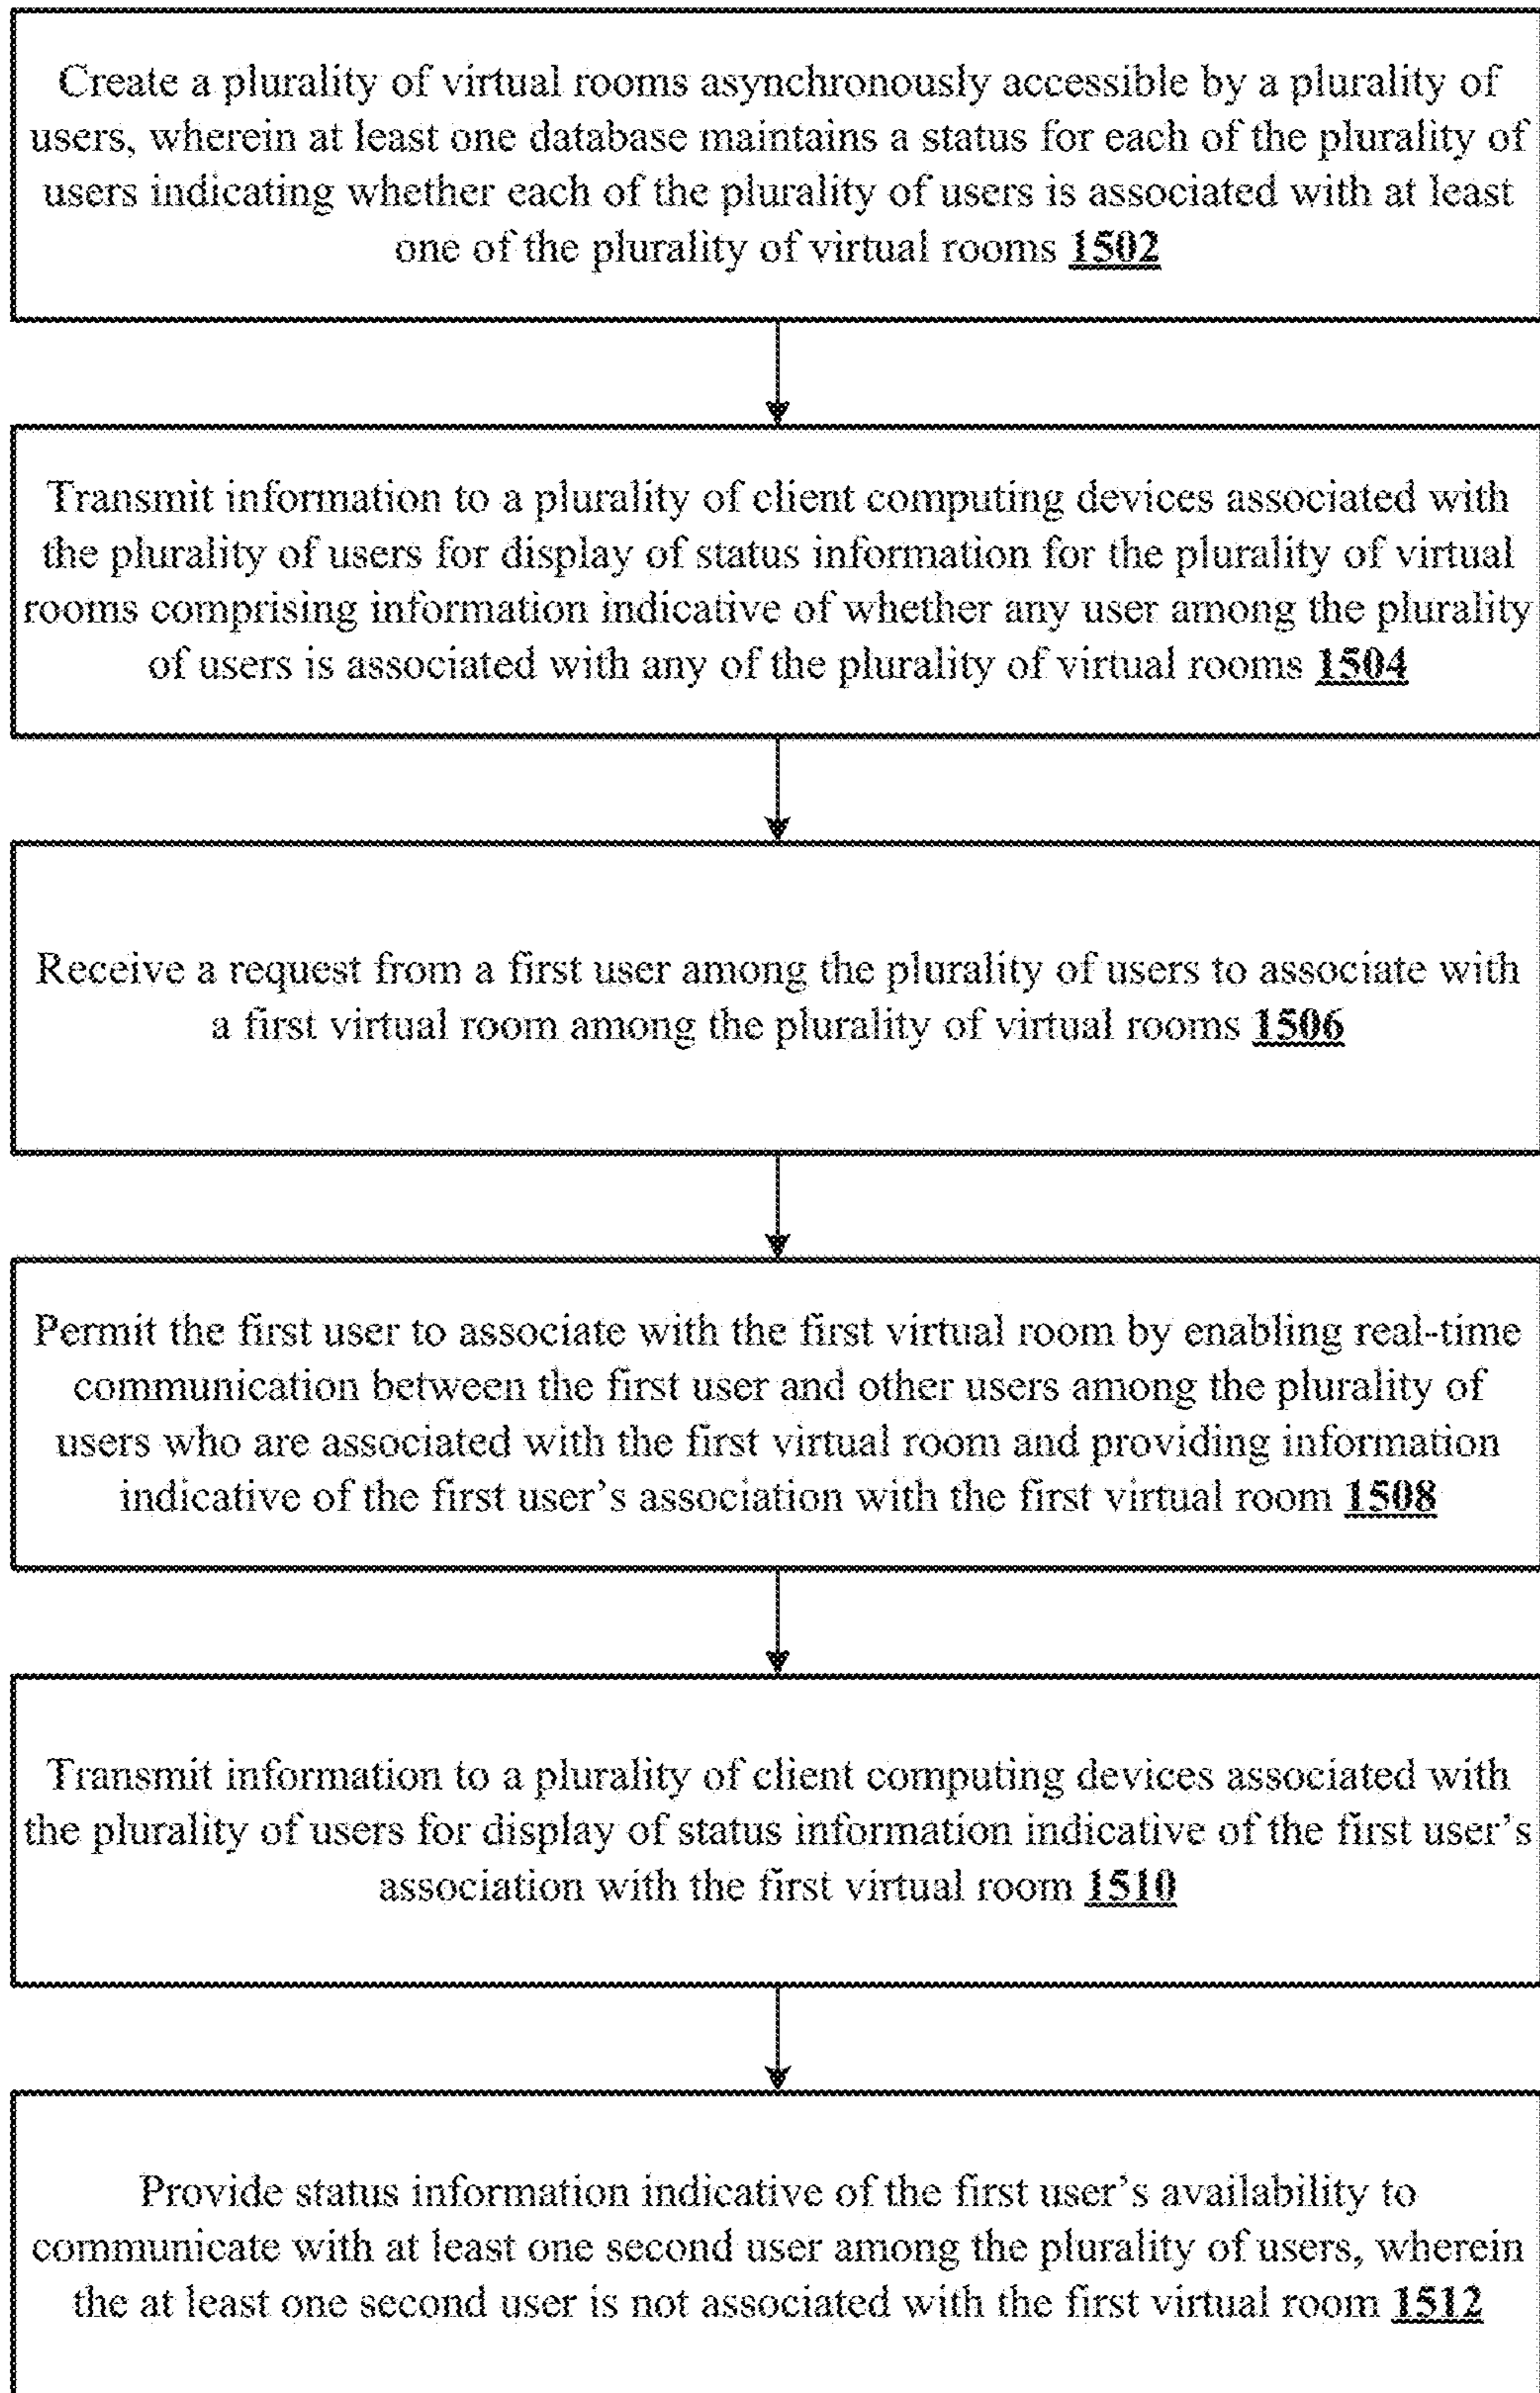 Create a plurality of virtual rooms asynchronously accessible by a plurality of
users, wherein at least one database maintains a status for each of the plurality of
users indicating whether each of the plurality of users is associated with at least
one of the plurality of virtual rooms 1502
Transmit information to a plurality of client computing devices associated with
the plurality of users for display of status information for the plurality of virtual
rooms comprising information indicative of whether any user among the plurality
of users is associated with any of the plurality of virtual rooms 1504
Receive a request from a first user among the plurality of users to associate with
a first virtual room among the plurality of virtual rooms 1506
Permit the first user to associate with the first virtual room by enabling real-time
communication between the first user and other users among the plurality of
users who are associated with the first virtual room and providing information
indicative of the first user's association with the first virtual room 1508
Transmit information to a plurality of client computing devices associated with
the plurality of users for display of status information indicative of the first user's
association with the first virtual room 1510
Provide status information indicative of the first user's availability to
communicate with at least one second user among the plurality of users, wherein
the at least one second user is not associated with the first virtual room 1512